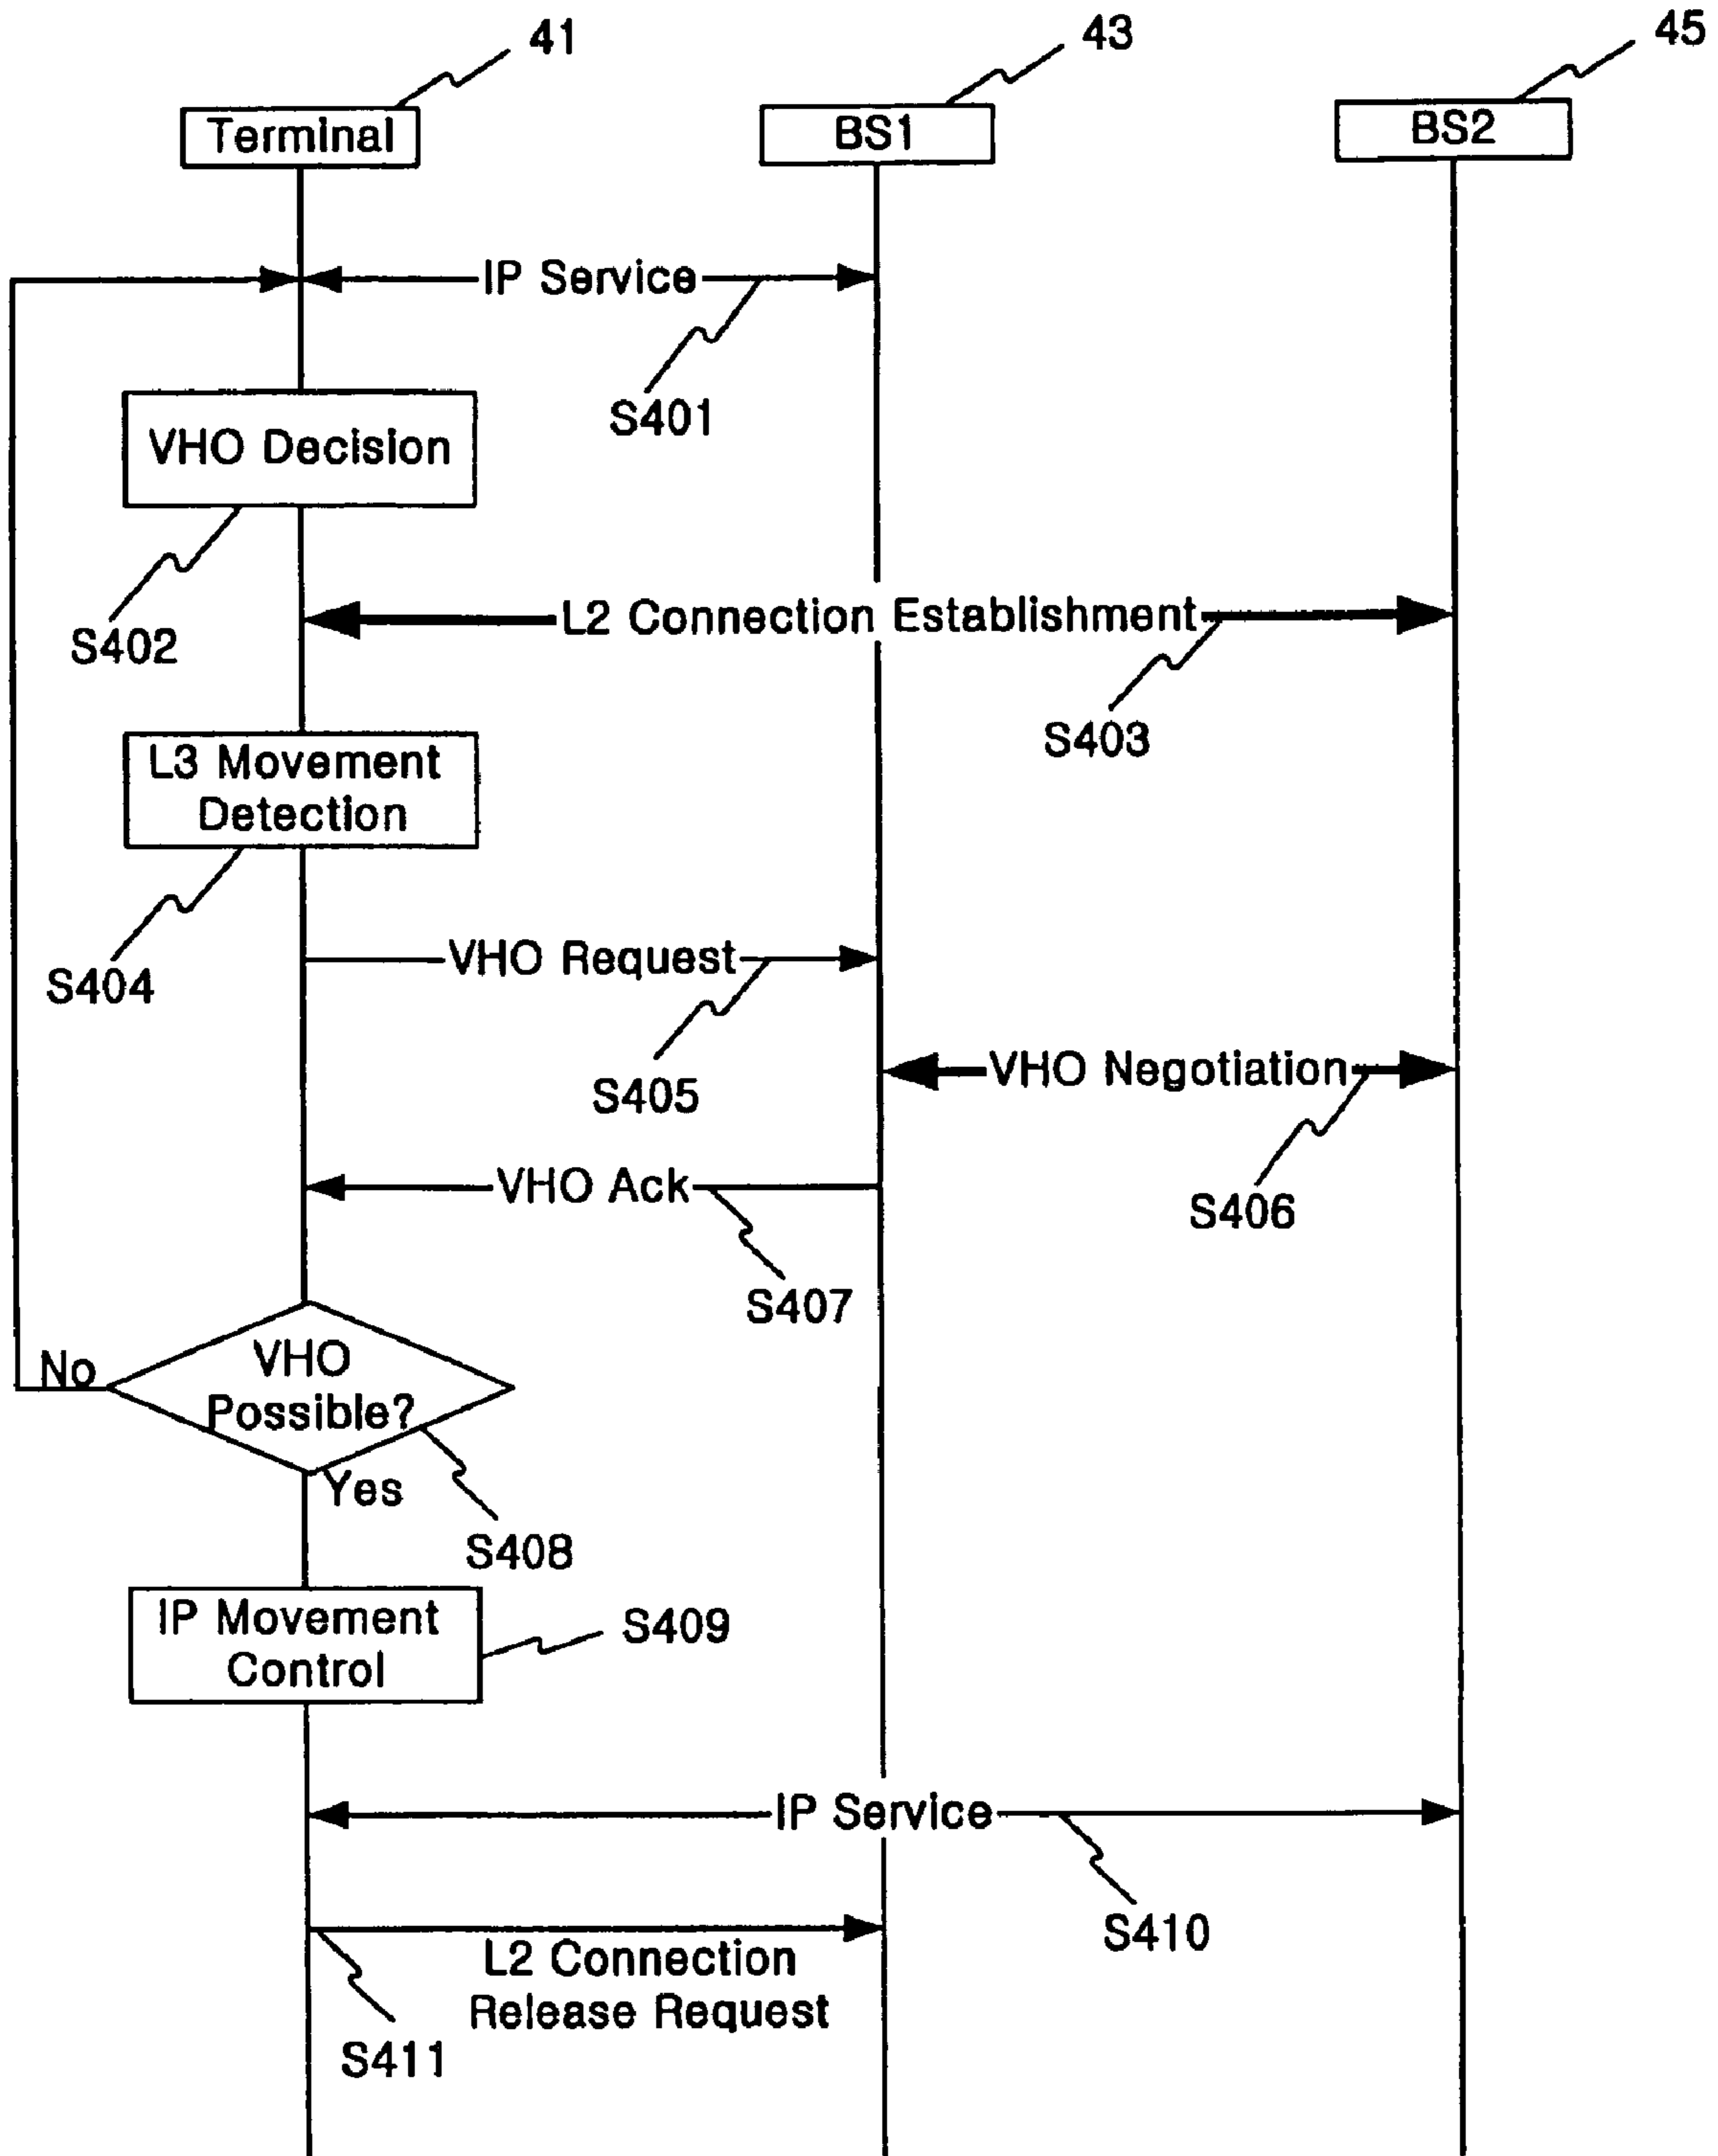 41
43
45
Terminal
BS1
BS2
IP Service
S401
VHO Decision
S402
L2 Connection Establishment
S403
L3 Movement
Detection
S404
VHO Request
S405
VHO Negotiation
S406
VHO Ack
S407
VHO
Possible?
No
Yes
S408
IP Movement
Control
S409
IP Service
S410
L2 Connection
Release Request
S411